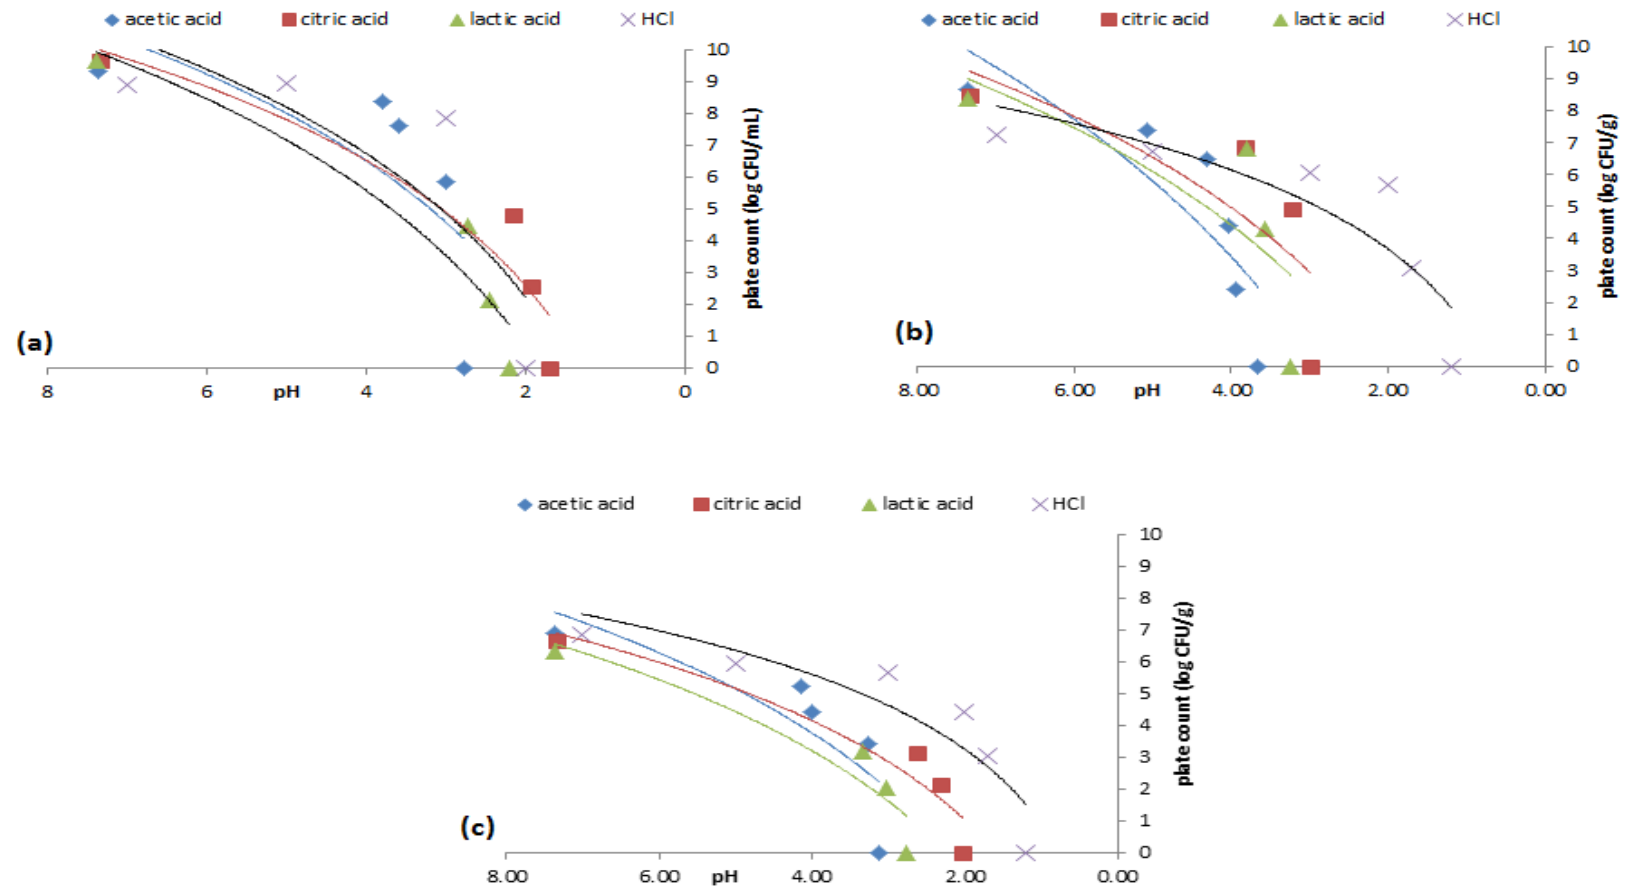 acetic acid citric acid lactic acid HCl
10
9
8
7
6
5
4
3
2
1
0
plate count (log CFU/mL)
(a)
8 6 pH 4 2 0
acetic acid citric acid lactic acid HCl
10
9
8
7
6
5
4
3
2
1
0
plate count (log CFU/g)
(b)
8.00 6.00 pH 4.00 2.00 0.00
acetic acid citric acid lactic acid HCl
10
9
8
7
6
5
4
3
2
1
0
plate count (log CFU/g)
(c)
8.00 6.00 pH 4.00 2.00 0.00